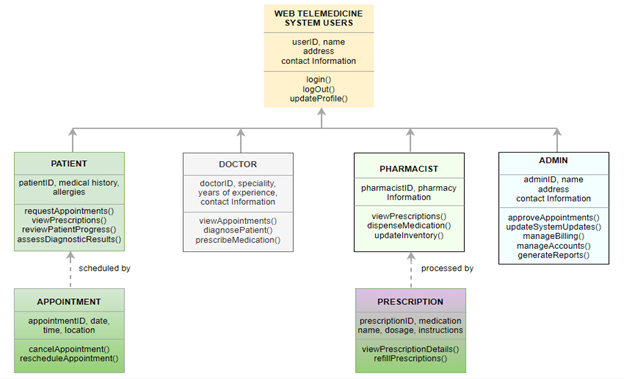 WEB TELEMEDICINE
SYSTEM USERS
userID, name
address
contact Information
login()
logOut()
updateProfile()
PATIENT
patientID, medical history,
allergies
requestAppointments()
viewPrescriptions()
reviewPatientProgress()
assessDiagnosticResults()
DOCTOR
doctorID, speciality,
years of experience,
contact Information
viewAppointments()
diagnosePatient()
prescribeMedication()
PHARMACIST
pharmacistID, pharmacy
Information
viewPrescriptions()
dispenseMedication()
updateInventory()
ADMIN
adminID, name
address
contact Information
approveAppointments()
updateSystemUpdates()
manageBilling()
manageAccounts()
generateReports()
scheduled by
processed by
APPOINTMENT
appointmentID, date,
time, location
cancelAppointment()
rescheduleAppointment()
PRESCRIPTION
prescriptionID, medication
name, dosage, instructions
viewPrescriptionDetails()
refillPrescriptions()